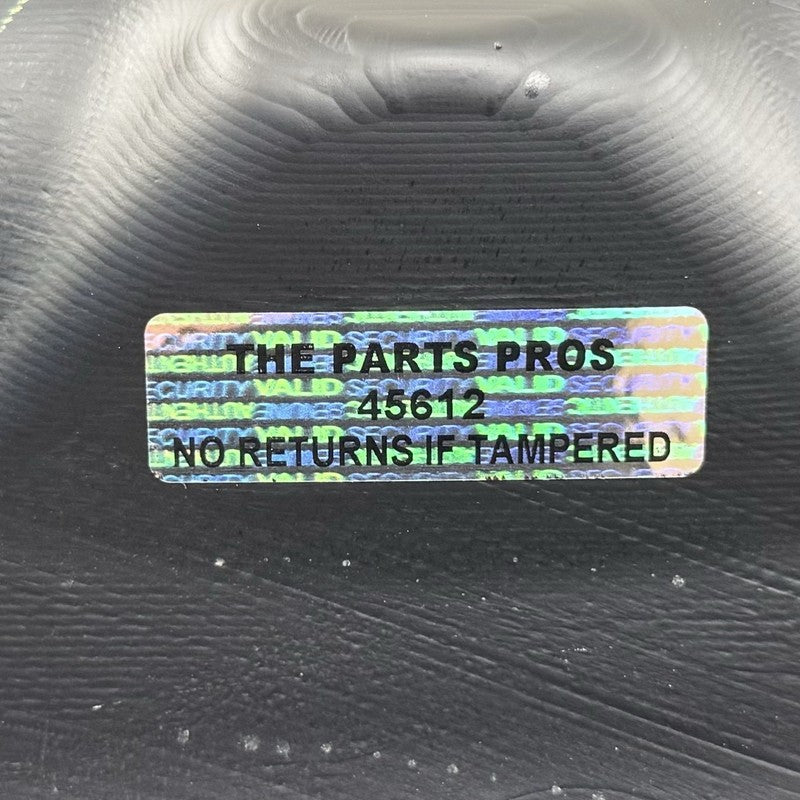 THE PARTS PROS
45612
NO RETURNS IF TAMPERED